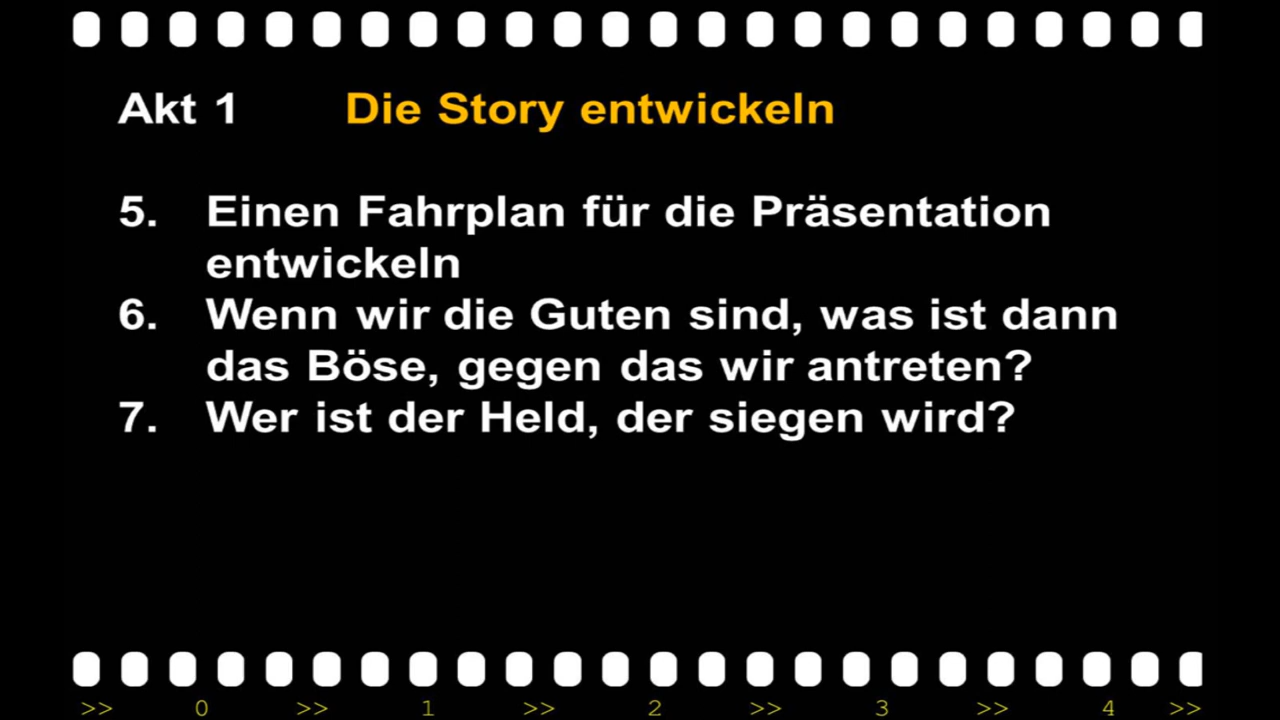 Akt 1 Die Story entwickeln
5. Einen Fahrplan für die Präsentation
entwickeln
6. Wenn wir die Guten sind, was ist dann
das Böse, gegen das wir antreten?
7. Wer ist der Held, der siegen wird?
>> 0 >> 1 >> 2 >> 3 >> 4 >>